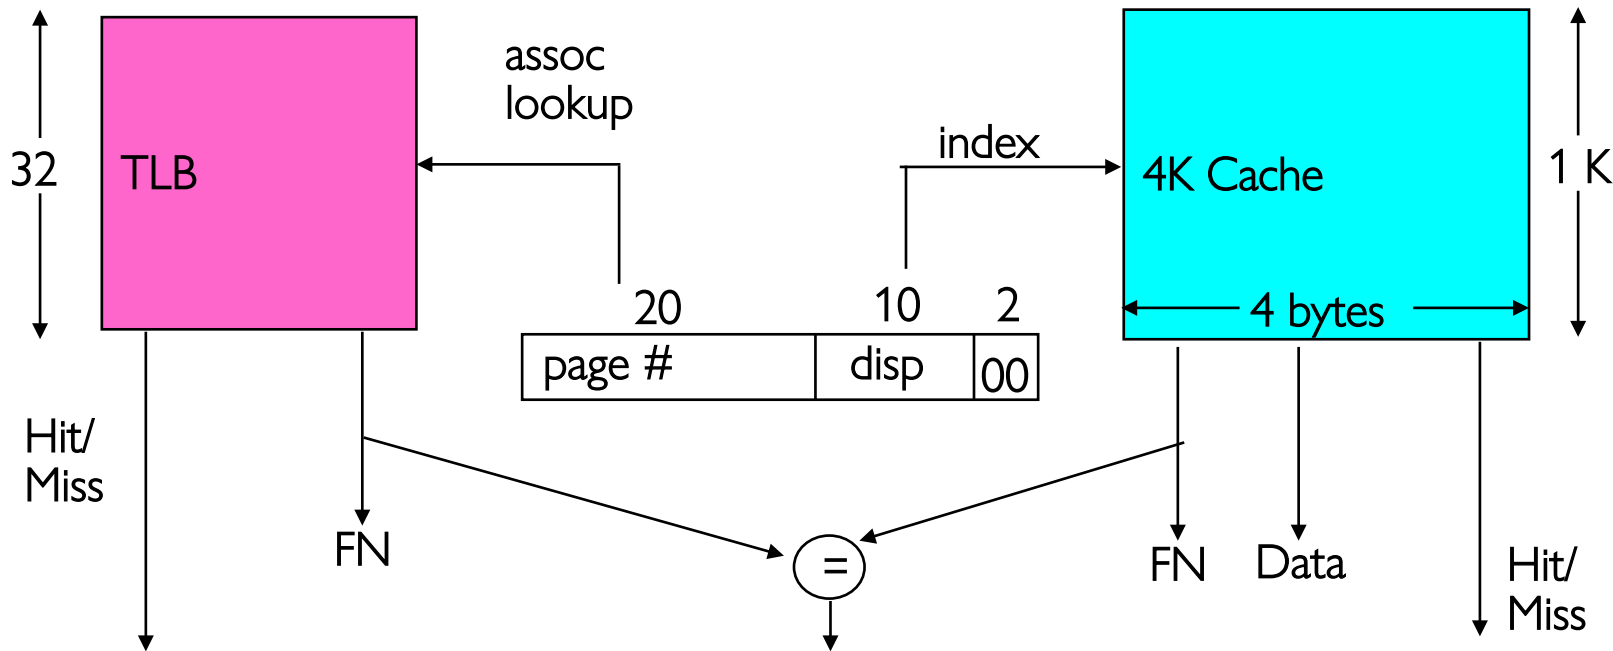 assoc
lookup
index
32
TLB
4K Cache
1 K
20
10
2
4 bytes
page #
disp
00
Hit/
Miss
FN
=
FN
Data
Hit/
Miss